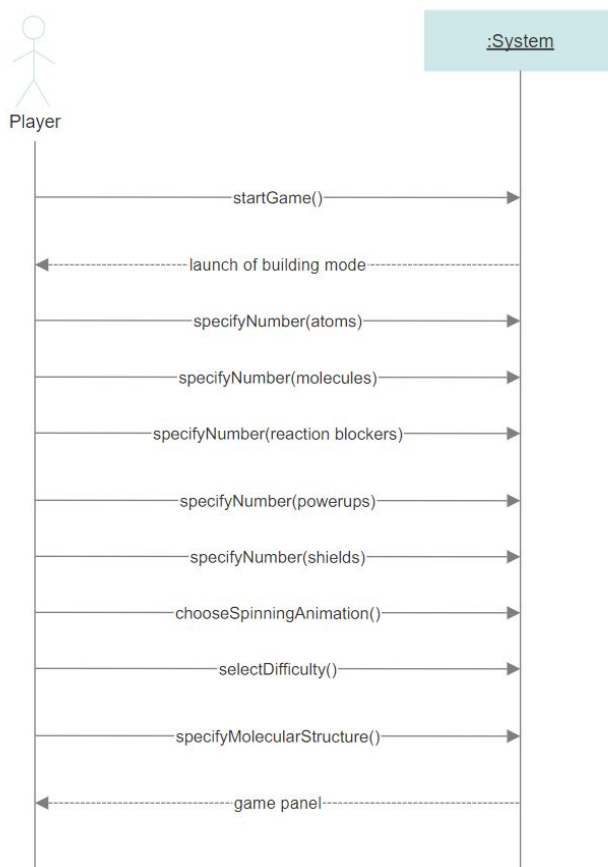 :System
Player
startGame()
launch of building mode
specifyNumber(atoms)
specifyNumber(molecules)
specifyNumber(reaction blockers)
specifyNumber(powerups)
specifyNumber(shields)
chooseSpinningAnimation()
selectDifficulty()
specifyMolecularStructure()
game panel